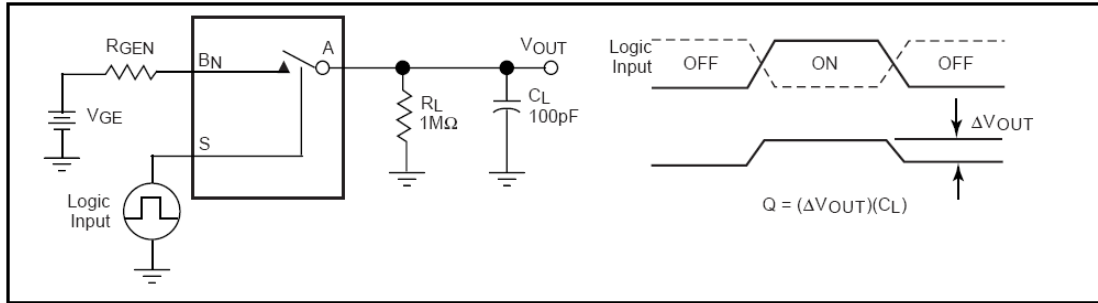 RGEN
BN
A
VOUT
VGE
RL
1MΩ
CL
100pF
S
Logic
Input
Logic
Input
OFF
ON
OFF
ΔVOUT
Q = (ΔVOUT)(CL)